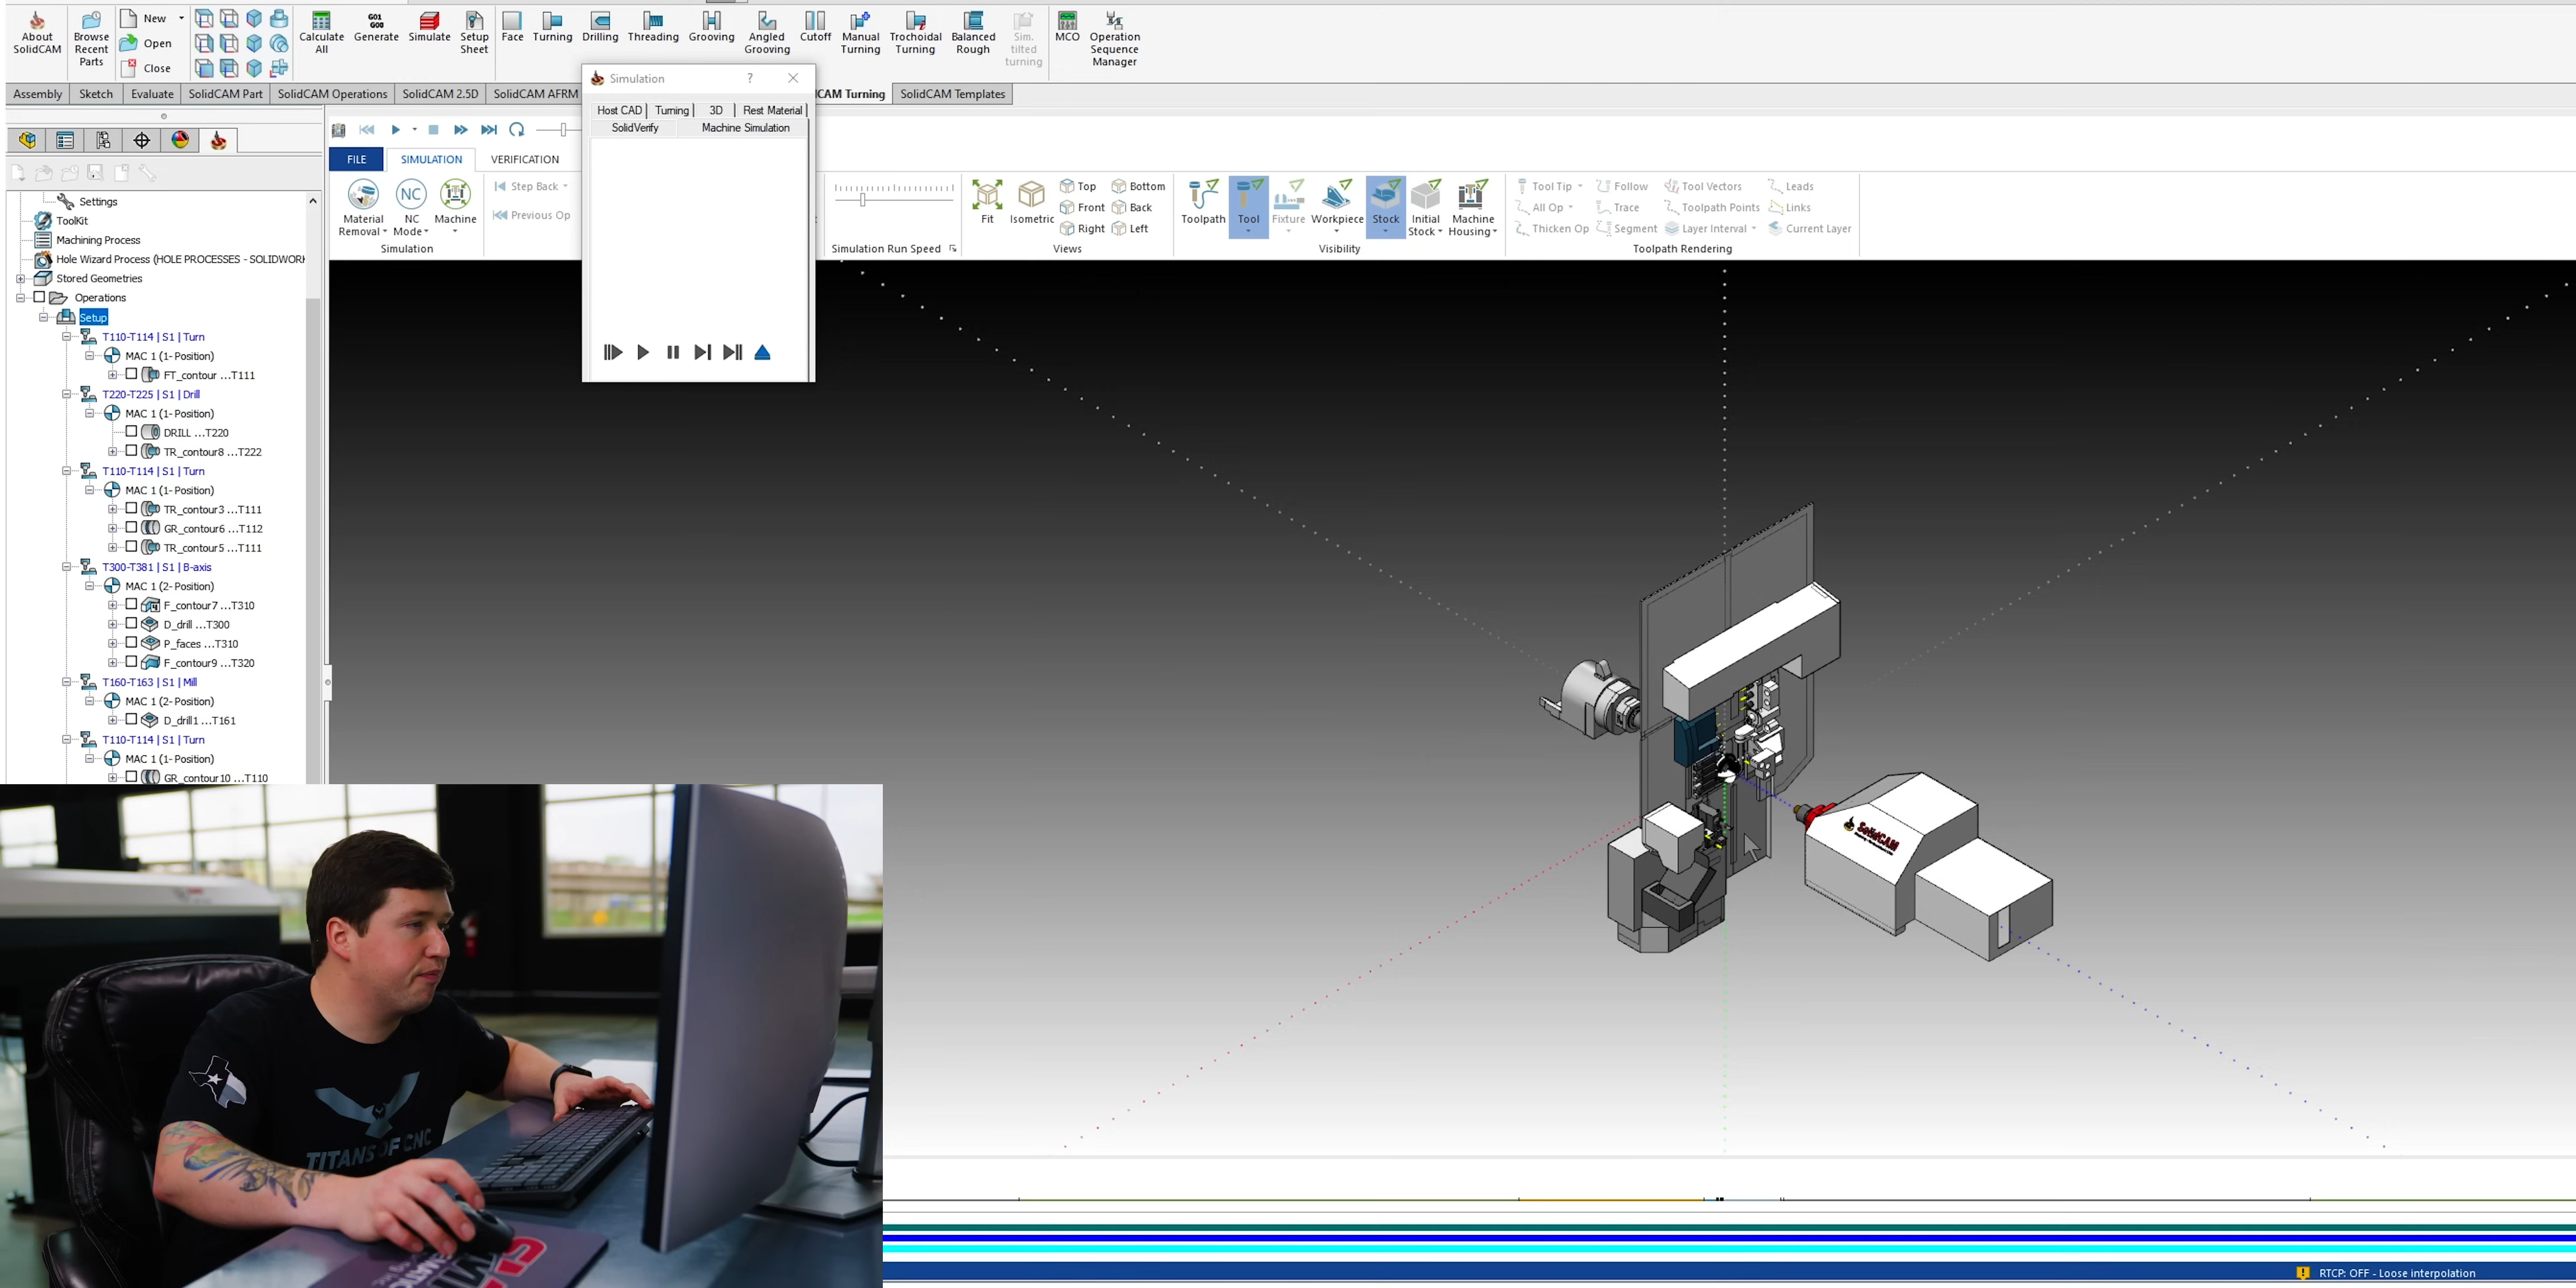 About SolidCAM
Browse Recent Parts
New
Open
Close
Calculate All
G01 G00
Generate
Simulate
Setup Sheet
Face
Turning
Drilling
Threading
Grooving
Angled Grooving
Cutoff
Manual Turning
Trochoidal Turning
Balanced Rough
Sim. tilted turning
MCO
Operation Sequence Manager
Assembly
Sketch
Evaluate
SolidCAM Part
SolidCAM Operations
SolidCAM 2.5D
SolidCAM AFRM
CAM Turning
SolidCAM Templates
Simulation
?
Host CAD
Turning
3D
Rest Material
SolidVerify
Machine Simulation
FILE
SIMULATION
VERIFICATION
Material Removal
NC
NC Mode
Machine
Simulation
Step Back
Previous Op
Simulation Run Speed
Fit
Isometric
Top
Bottom
Front
Back
Right
Left
Views
Toolpath
Tool
Fixture
Workpiece
Stock
Initial Stock
Machine Housing
Visibility
Tool Tip
Follow
Tool Vectors
Leads
All Op
Trace
Toolpath Points
Links
Thicken Op
Segment
Layer Interval
Current Layer
Toolpath Rendering
Settings
ToolKit
Machining Process
Hole Wizard Process (HOLE PROCESSES - SOLIDWORK
Stored Geometries
Operations
Setup
T110-T114 | S1 | Turn
MAC 1 (1- Position)
FT_contour ...T111
T220-T225 | S1 | Drill
MAC 1 (1- Position)
DRILL ...T220
TR_contour8 ...T222
T110-T114 | S1 | Turn
MAC 1 (1- Position)
TR_contour3 ...T111
GR_contour6 ...T112
TR_contour5 ...T111
T300-T381 | S1 | B-axis
MAC 1 (2- Position)
F_contour7 ...T310
D_drill ...T300
P_faces ...T310
F_contour9 ...T320
T160-T163 | S1 | Mill
MAC 1 (2- Position)
D_drill1 ...T161
T110-T114 | S1 | Turn
MAC 1 (1- Position)
GR_contour10 ...T110
SolidCAM
TITANS OF CNC
RTCP: OFF - Loose interpolation